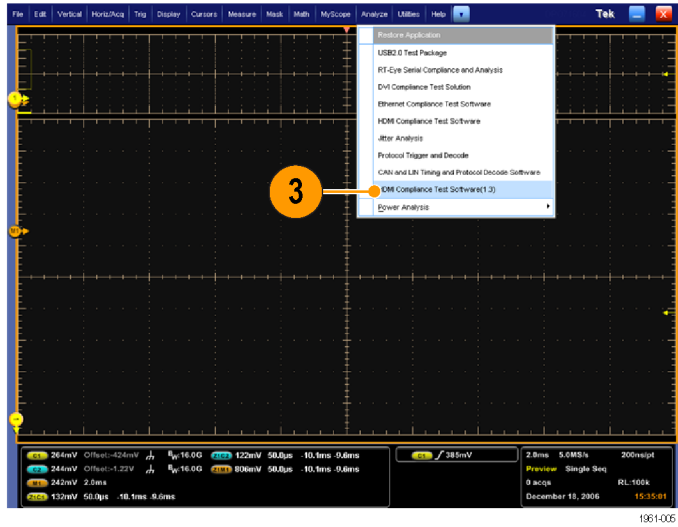 File Edit Vertical Horiz/Acq Trig Display Cursors Measure Mask Math MyScope Analyze Utilities Help Tek
Restore Application
USB2.0 Test Package
RT-Eye Serial Compliance and Analysis
DVI Compliance Test Solution
Ethernet Compliance Test Software
HDMI Compliance Test Software
Jitter Analysis
Protocol Trigger and Decode
CAN and LIN Timing and Protocol Decode Software
3
HDMI Compliance Test Software(1.3)
Power Analysis
M1
C1 264mV Offset:-424mV BW:16.0G Z1C2 122mV 50.0µs -10.1ms -9.6ms C1 385mV 2.0ms 5.0MS/s 200ns/pt
C2 244mV Offset:-1.22V BW:16.0G Z1M1 806mV 50.0µs -10.1ms -9.6ms Preview Single Seq
M1 242mV 2.0ms 0 acqs RL:100k
Z1C1 132mV 50.0µs -10.1ms -9.6ms December 18, 2006 15:35:01
1961-005